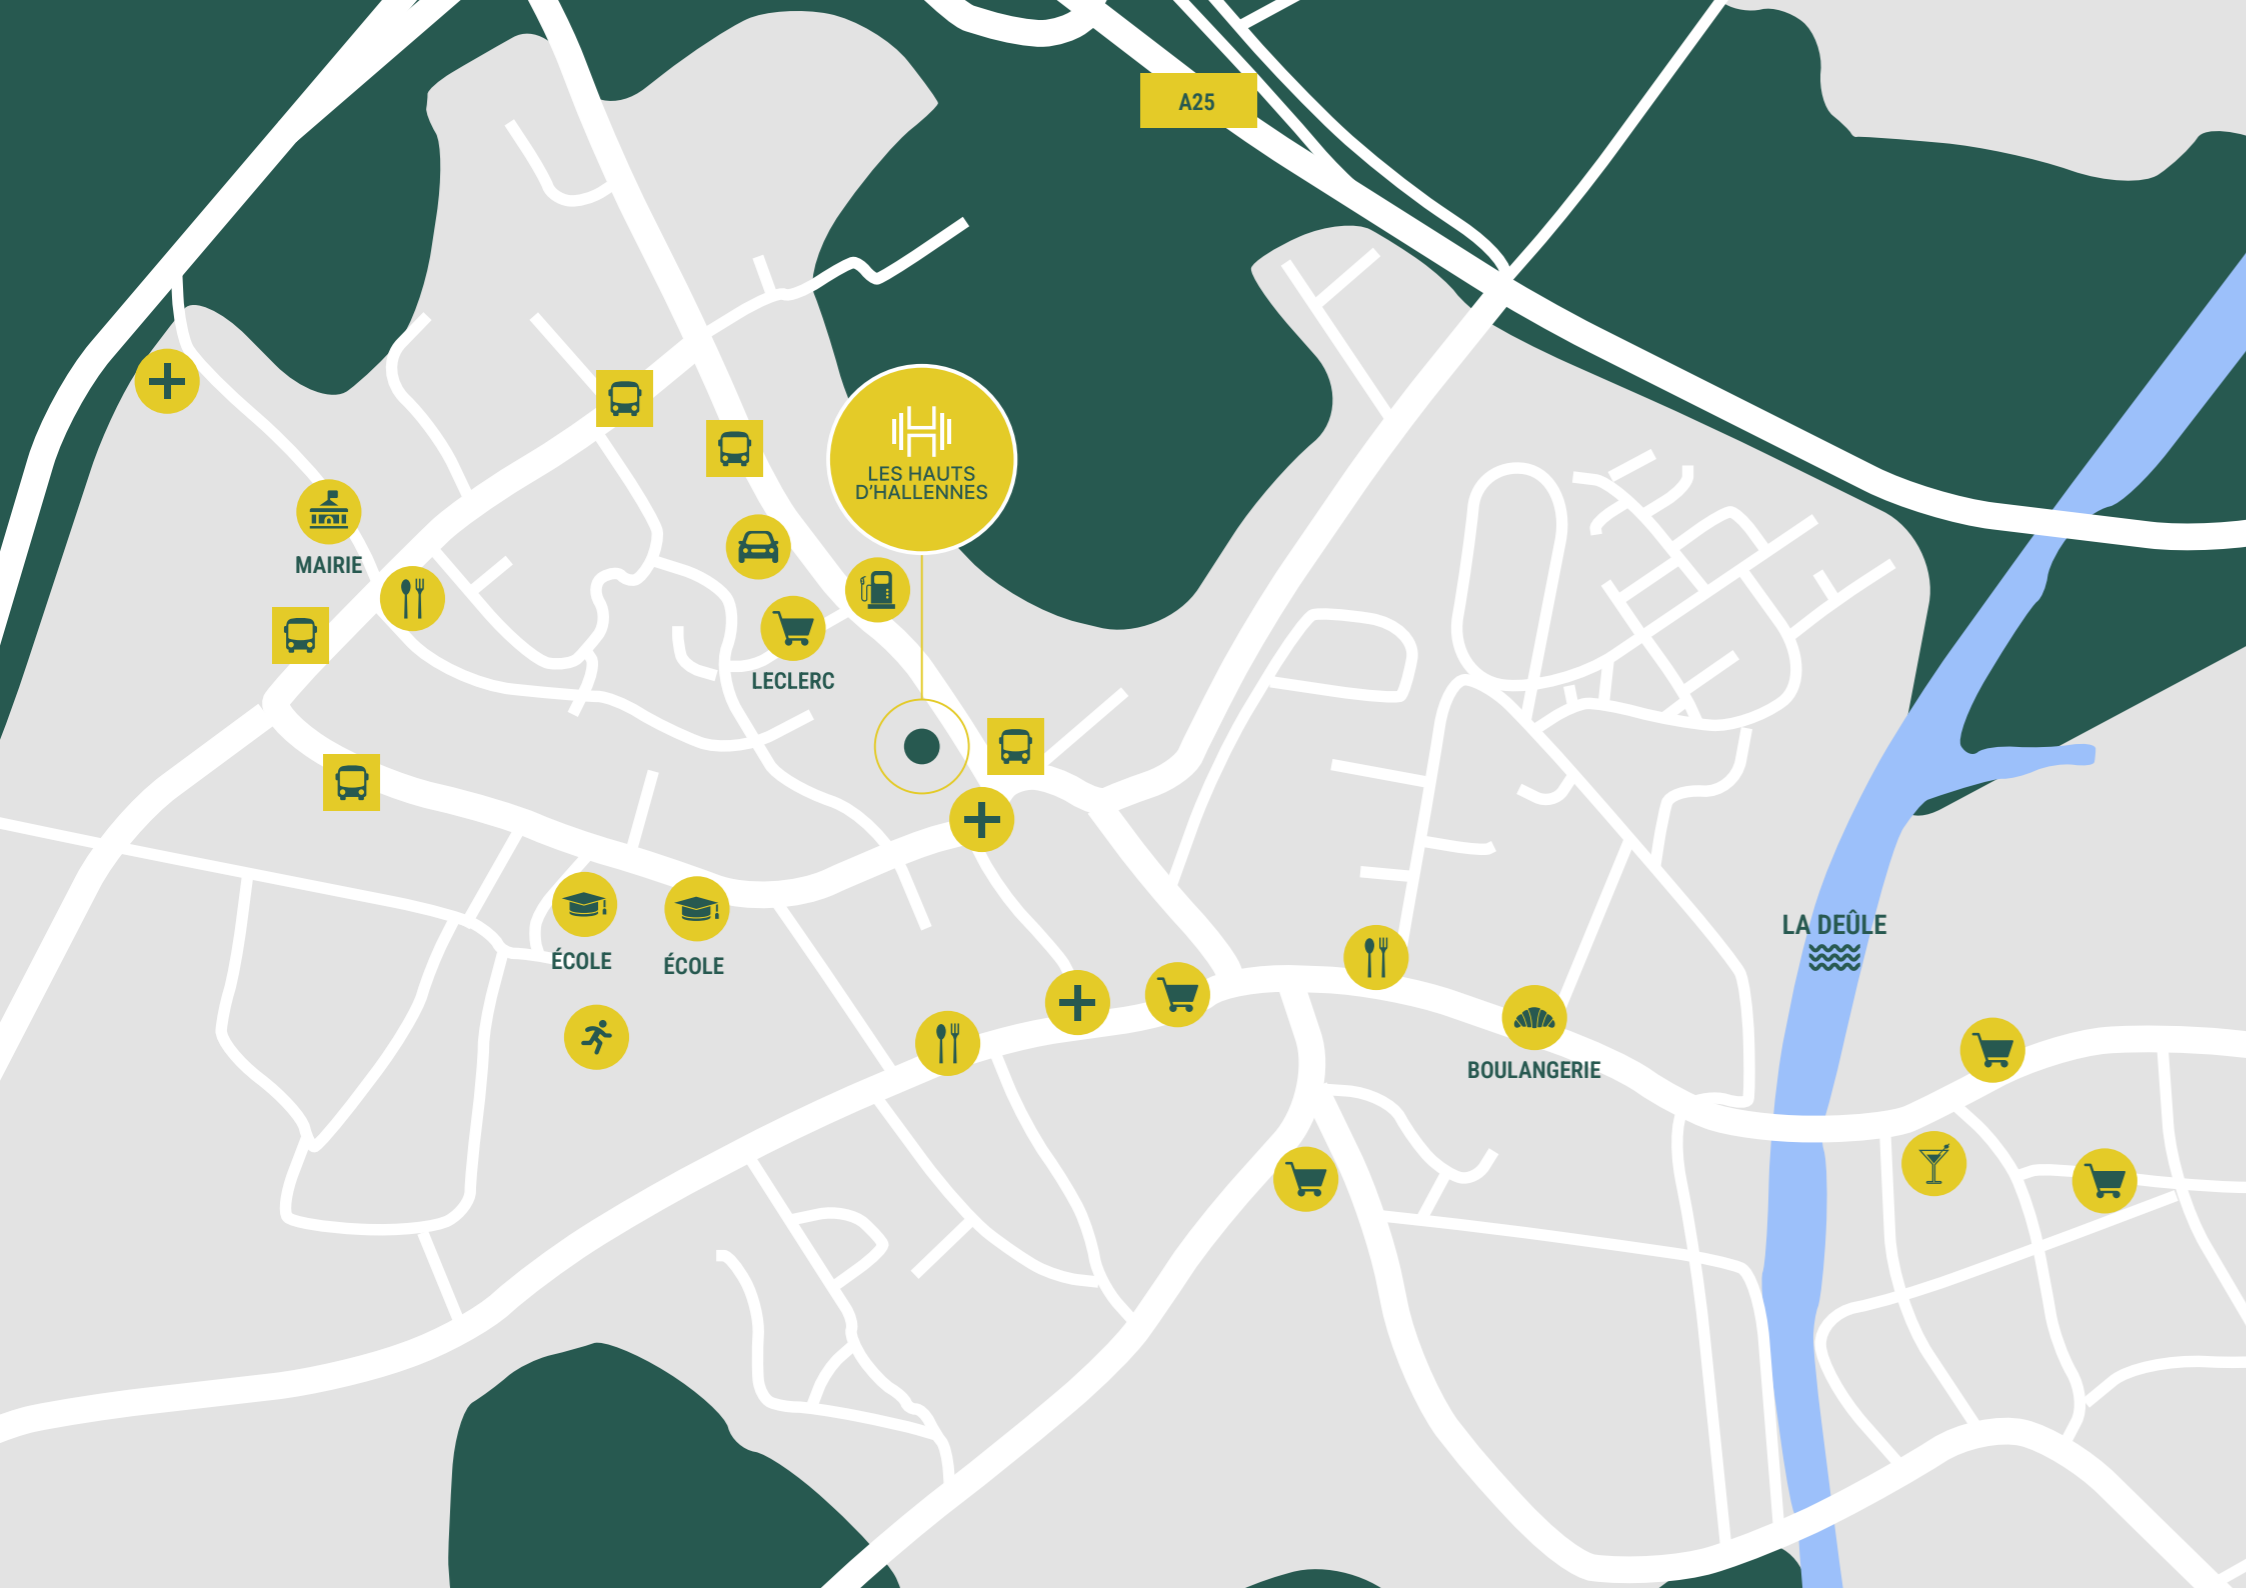 A25
LES HAUTS
D'HALLENNES
MAIRIE
LECLERC
LA DEÛLE
ÉCOLE
ÉCOLE
BOULANGERIE